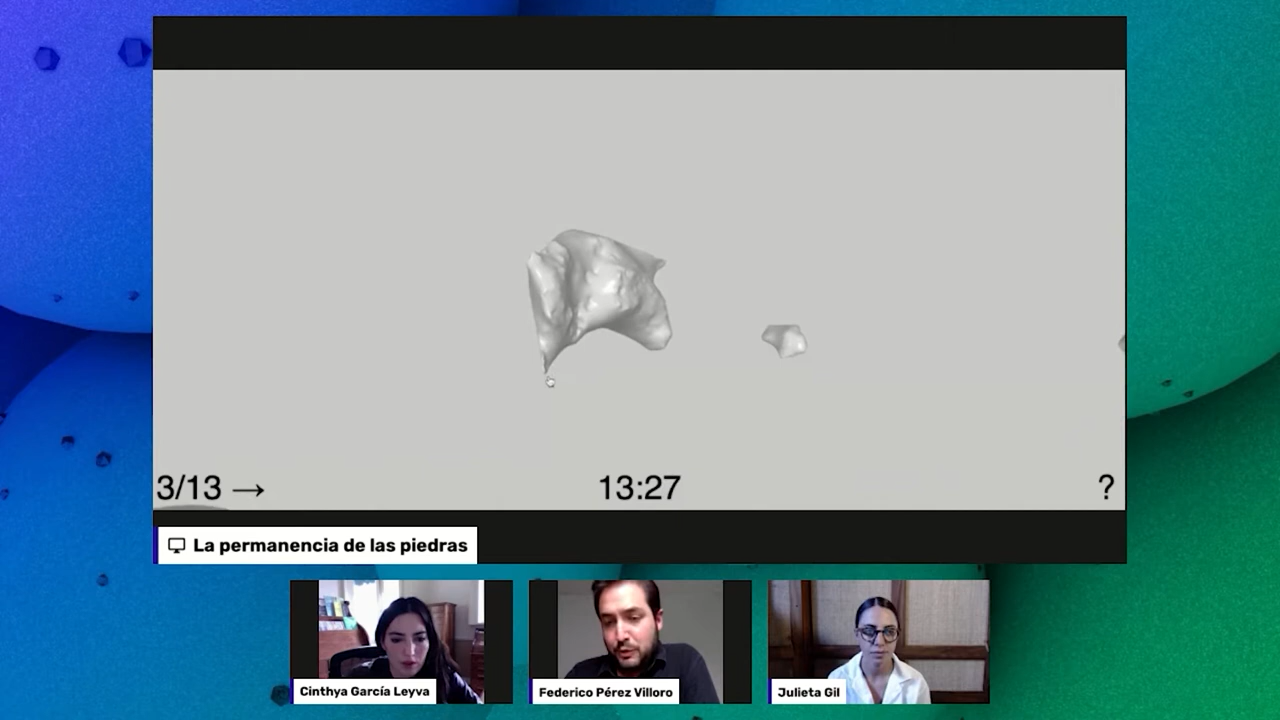 3/13 →
13:27
?
La permanencia de las piedras
Cinthya García Leyva
Federico Pérez Villoro
Julieta Gil